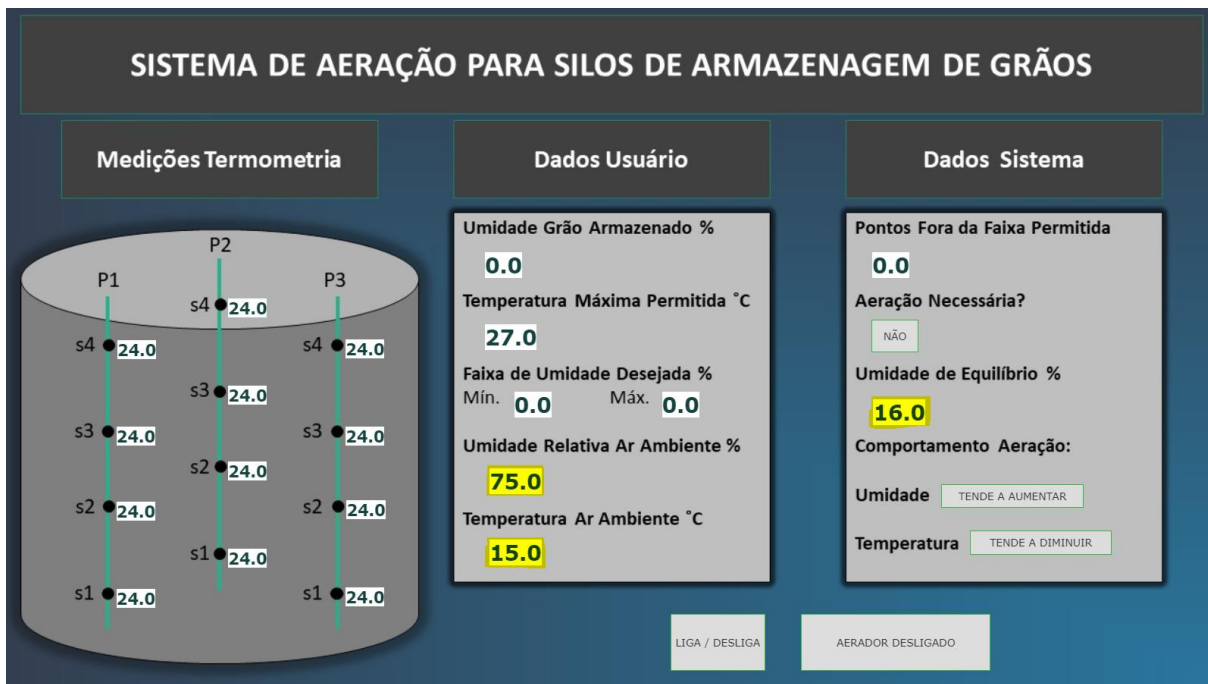 SISTEMA DE AERAÇÃO PARA SILOS DE ARMAZENAGEM DE GRÃOS
Medições Termometria
P2
P1
P3
s4 24.0
s4 24.0
s4 24.0
s3 24.0
s3 24.0
s3 24.0
s2 24.0
s2 24.0
s2 24.0
s1 24.0
s1 24.0
s1 24.0
Dados Usuário
Umidade Grão Armazenado %
0.0
Temperatura Máxima Permitida ˚C
27.0
Faixa de Umidade Desejada %
Mín. 0.0 Máx. 0.0
Umidade Relativa Ar Ambiente %
75.0
Temperatura Ar Ambiente ˚C
15.0
Dados Sistema
Pontos Fora da Faixa Permitida
0.0
Aeração Necessária?
NÃO
Umidade de Equilíbrio %
16.0
Comportamento Aeração:
Umidade TENDE A AUMENTAR
Temperatura TENDE A DIMINUIR
LIGA / DESLIGA
AERADOR DESLIGADO